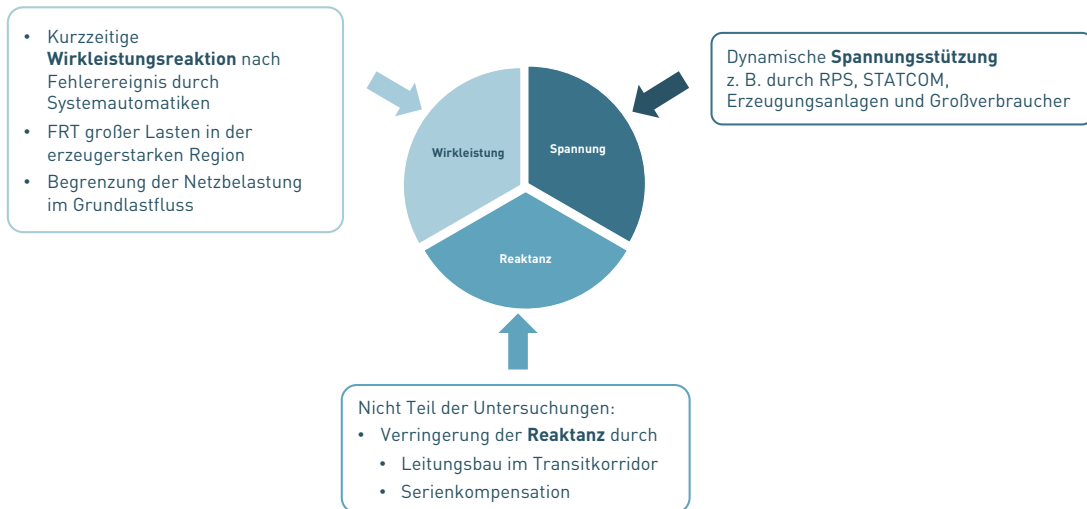 • Kurzzeitige
Wirkleistungsreaktion nach
Fehlerereignis durch
Systemautomatiken
• FRT großer Lasten in der
erzeugerstarken Region
• Begrenzung der Netzbelastung
im Grundlastfluss
Dynamische Spannungsstützung
z. B. durch RPS, STATCOM,
Erzeugungsanlagen und Großverbraucher
Wirkleistung
Spannung
Reaktanz
Nicht Teil der Untersuchungen:
• Verringerung der Reaktanz durch
• Leitungsbau im Transitkorridor
• Serienkompensation